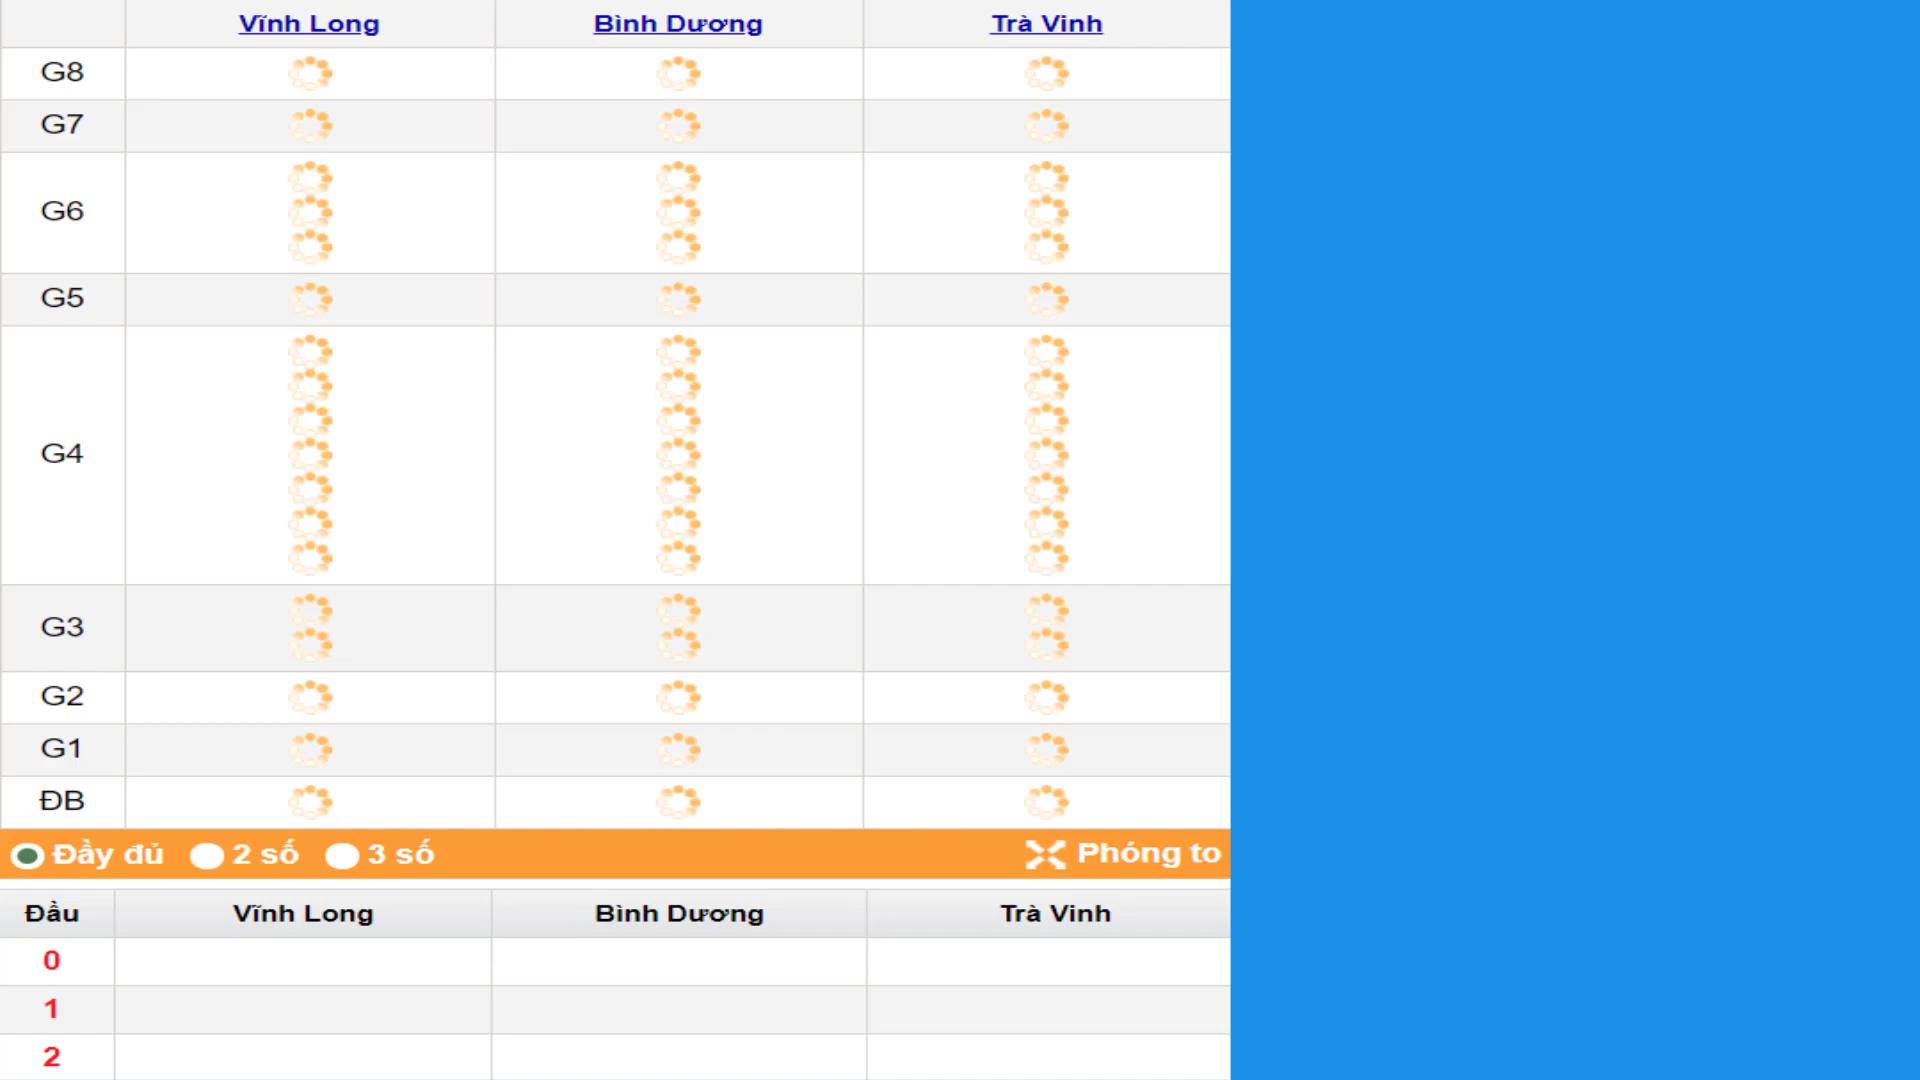 Vĩnh Long Bình Dương Trà Vinh
G8
G7
G6
G5
G4
G3
G2
G1
ĐB
Đầy đủ 2 số 3 số Phóng to
Đầu Vĩnh Long Bình Dương Trà Vinh
0
1
2